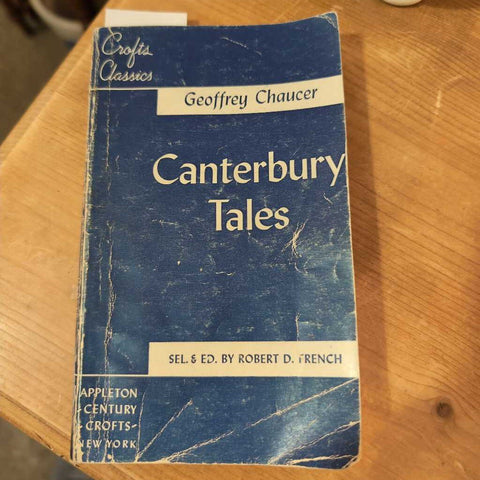 Crofts
Classics
Geoffrey Chaucer
Canterbury
Tales
SEL. & ED. BY ROBERT D. FRENCH
APPLETON
-CENTURY
-CROFTS-
NEW YORK